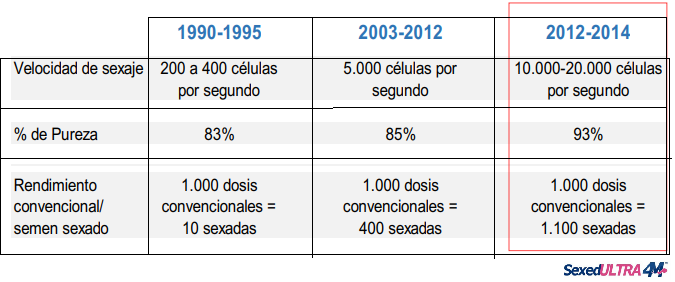 1990-1995 2003-2012 2012-2014
Velocidad de sexaje 200 a 400 células 5.000 células por 10.000-20.000 células
por segundo segundo por segundo
% de Pureza 83% 85% 93%
Rendimiento 1.000 dosis 1.000 dosis 1.000 dosis
convencional/ convencionales = convencionales = convencionales =
semen sexado 10 sexadas 400 sexadas 1.100 sexadas
SexedULTRA 4M